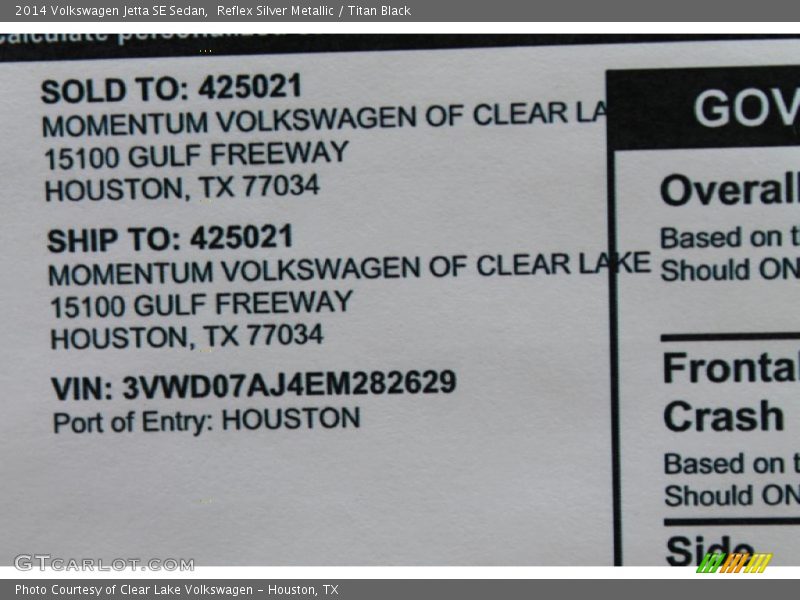 2014 Volkswagen Jetta SE Sedan, Reflex Silver Metallic / Titan Black
calculate personalized
SOLD TO: 425021
MOMENTUM VOLKSWAGEN OF CLEAR LA
15100 GULF FREEWAY
HOUSTON, TX 77034
SHIP TO: 425021
MOMENTUM VOLKSWAGEN OF CLEAR LAKE
15100 GULF FREEWAY
HOUSTON, TX 77034
VIN: 3VWD07AJ4EM282629
Port of Entry: HOUSTON
GOV
Overall
Based on t
Should ON
Frontal
Crash
Based on t
Should ON
Side
GTCARLOT.COM
Photo Courtesy of Clear Lake Volkswagen - Houston, TX